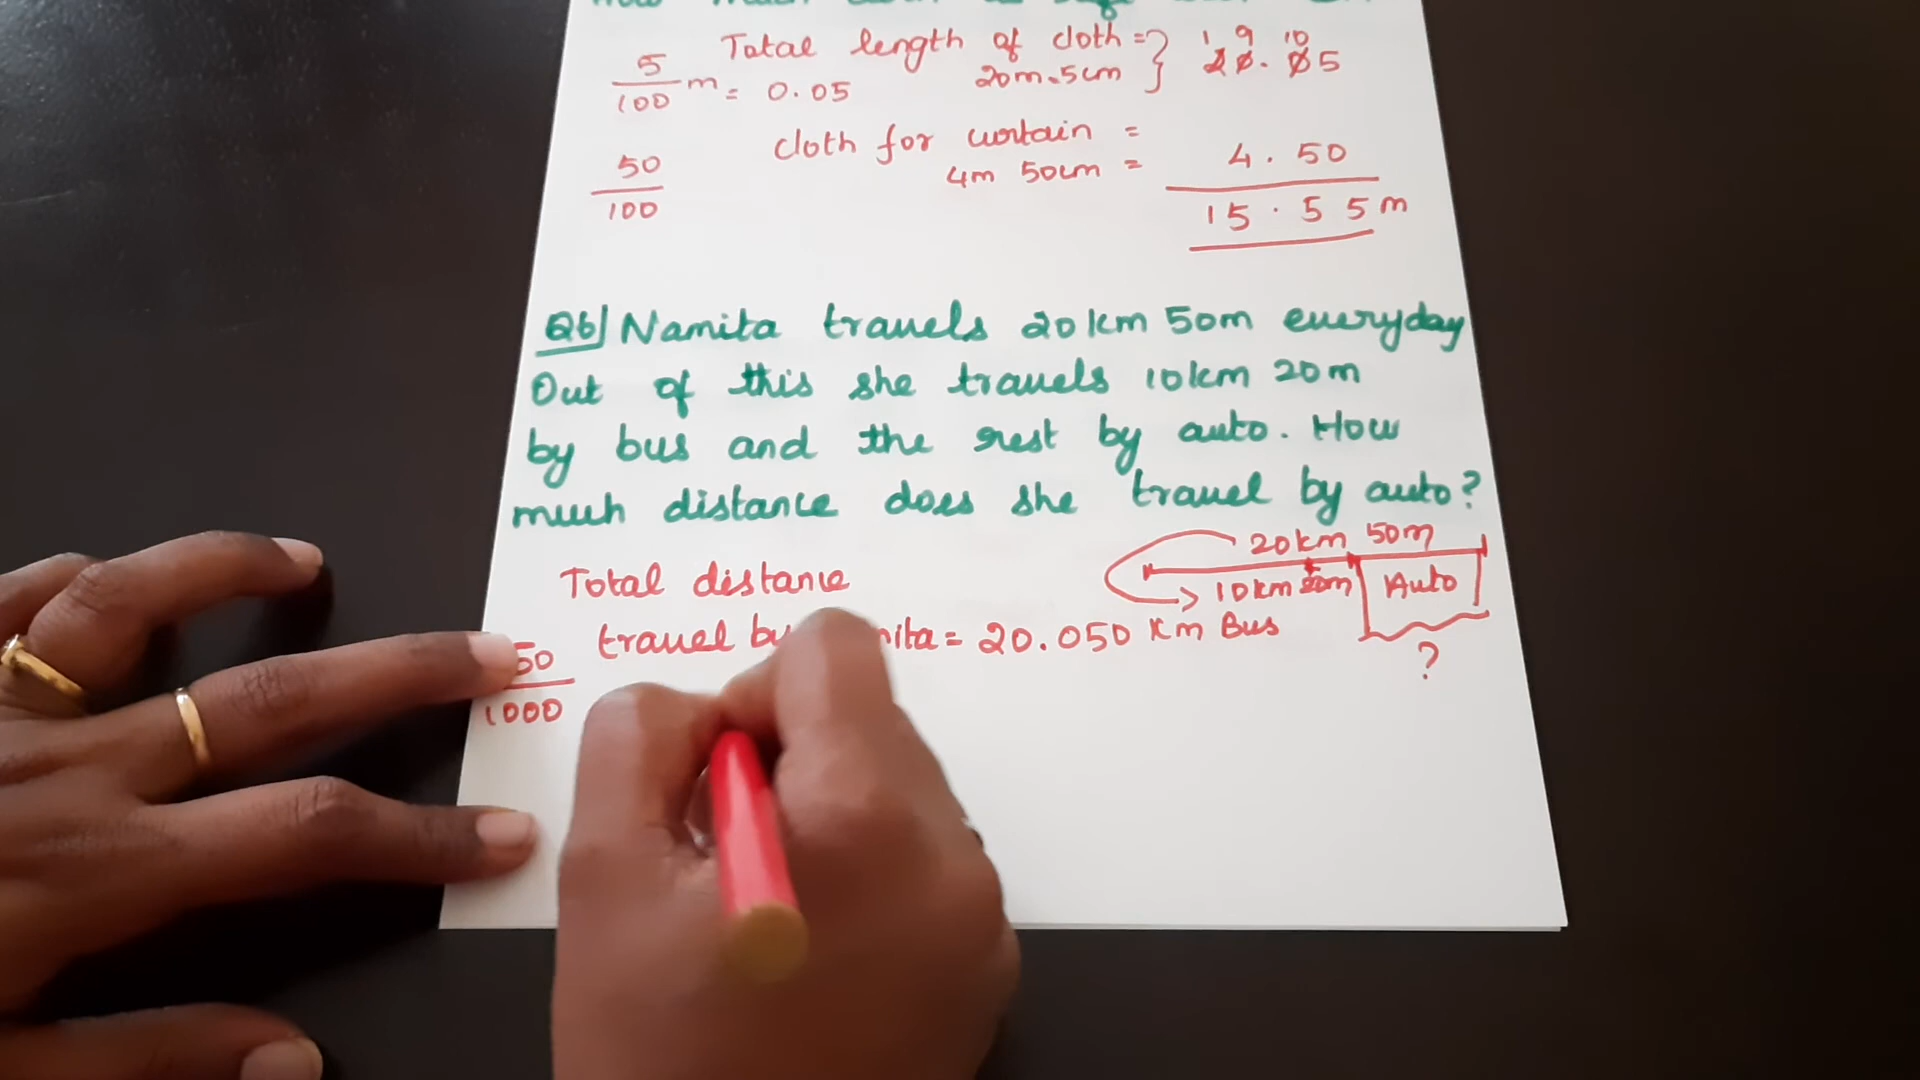 Total length of cloth =
20m.5cm } 1 9 10
20.05
5
100 m = 0.05
cloth for curtain =
4m 50cm = 4.50
50
100
15.55m
Q6) Namita travels 20km 50m everyday
Out of this she travels 10km 20m
by bus and the rest by auto. How
much distance does she travel by auto?
20km 50m
Total distance
10km 20m Auto
travel by = 20.050 Km Bus
?
50
1000